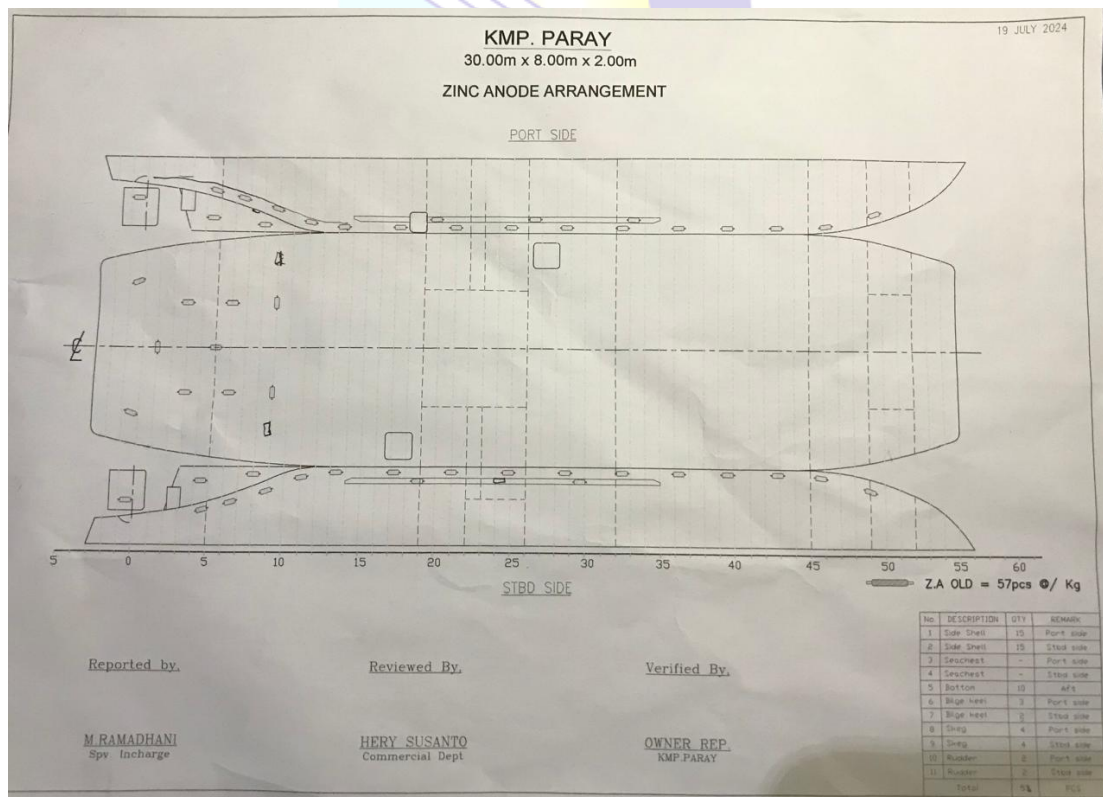 19 JULY 2024
KMP. PARAY
30.00m x 8.00m x 2.00m
ZINC ANODE ARRANGEMENT
PORT SIDE
5 0 5 10 15 20 25 30 35 40 45 50 55 60
STBD SIDE
Z.A OLD = 57pcs @/ Kg
No DESCRIPTION QTY REMARK
1 Side Shell 15 Port side
2 Side Shell 15 Stbd side
3 Seachest - Port side
4 Seachest - Stbd side
5 Botton 10 Aft
6 Bilge keel 3 Port side
7 Bilge keel 2 Stbd side
8 Skeg 4 Port side
9 Skeg 4 Stbd side
10 Rudder 2 Port side
11 Rudder 2 Stbd side
Total PCS
Reported by.
Reviewed By.
Verified By.
M.RAMADHANI
Spv Incharge
HERY SUSANTO
Commercial Dept
OWNER REP.
KMP.PARAY